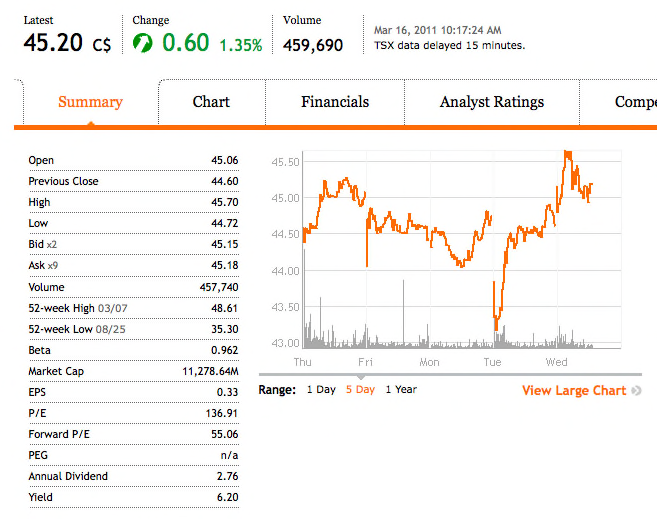 Latest Change Volume
45.20 C$ 0.60 1.35% 459,690
Mar 16, 2011 10:17:24 AM
TSX data delayed 15 minutes.
Summary Chart Financials Analyst Ratings Compe
Open 45.06
Previous Close 44.60
High 45.70
Low 44.72
Bid x2 45.15
Ask x9 45.18
Volume 457,740
52-week High 03/07 48.61
52-week Low 08/25 35.30
Beta 0.962
Market Cap 11,278.64M
EPS 0.33
P/E 136.91
Forward P/E 55.06
PEG n/a
Annual Dividend 2.76
Yield 6.20
45.50
45.00
44.50
44.00
43.50
43.00
Thu Fri Mon Tue Wed
Range: 1 Day 5 Day 1 Year View Large Chart